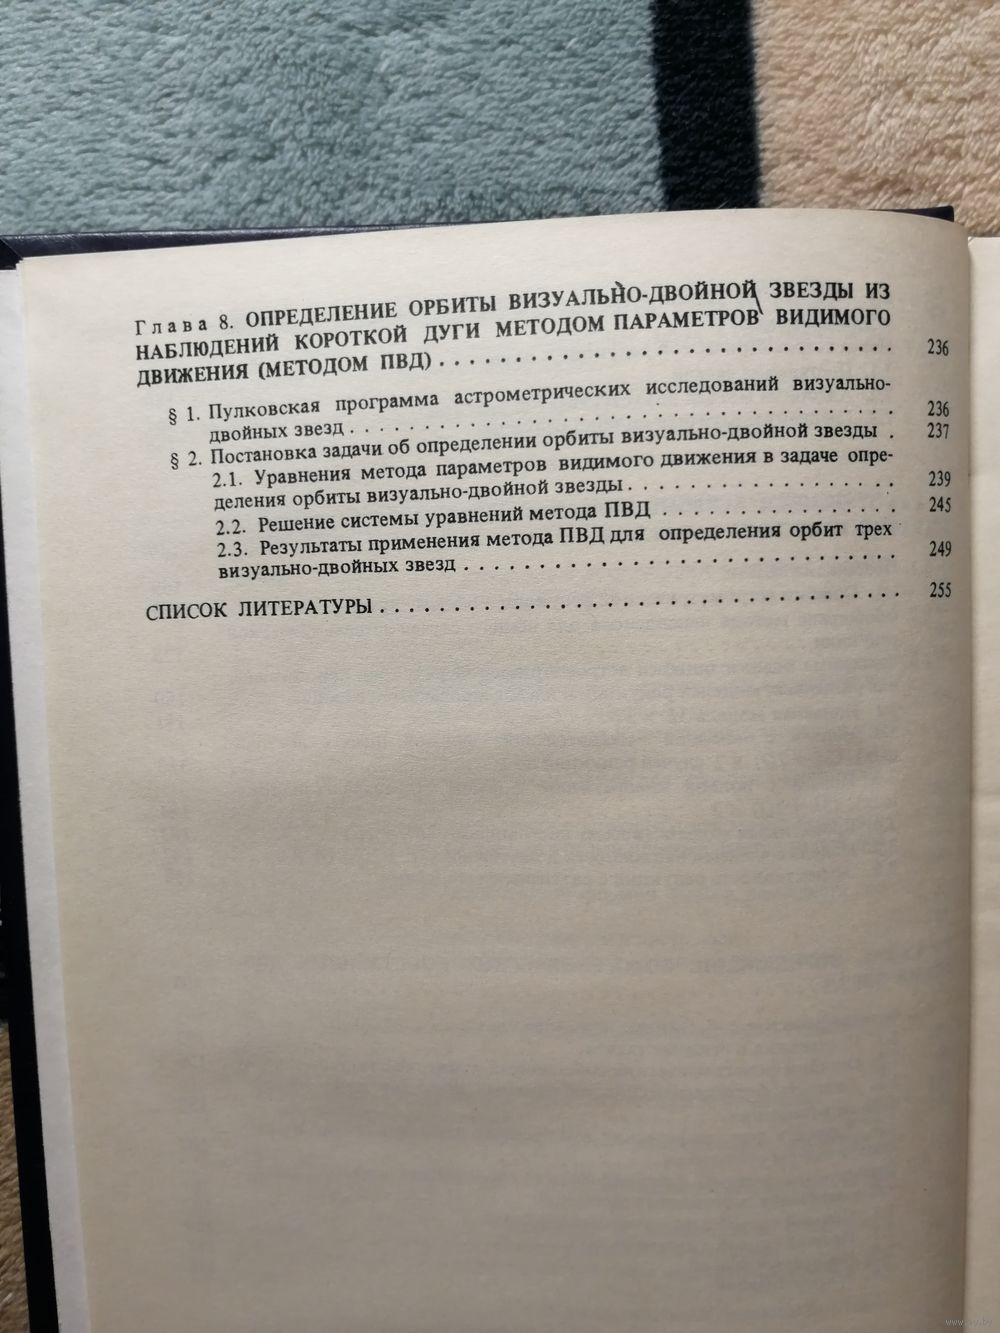 Глава 8. ОПРЕДЕЛЕНИЕ ОРБИТЫ ВИЗУАЛЬНО-ДВОЙНОЙ ЗВЕЗДЫ ИЗ
НАБЛЮДЕНИЙ КОРОТКОЙ ДУГИ МЕТОДОМ ПАРАМЕТРОВ ВИДИМОГО
ДВИЖЕНИЯ (МЕТОДОМ ПВД) . . . . . . . . . . . . . . . . . . . . . . . . . . . . . . 236
§ 1. Пулковская программа астрометрических исследований визуально-
двойных звезд . . . . . . . . . . . . . . . . . . . . . . . . . . . . . . . . . . . 236
§ 2. Постановка задачи об определении орбиты визуально-двойной звезды . 237
2.1. Уравнения метода параметров видимого движения в задаче опре-
деления орбиты визуально-двойной звезды . . . . . . . . . . . . . . . . . 239
2.2. Решение системы уравнений метода ПВД . . . . . . . . . . . . . . . 245
2.3. Результаты применения метода ПВД для определения орбит трех
визуально-двойных звезд . . . . . . . . . . . . . . . . . . . . . . . . . . . . 249
СПИСОК ЛИТЕРАТУРЫ . . . . . . . . . . . . . . . . . . . . . . . . . . . . . . . . . . 255